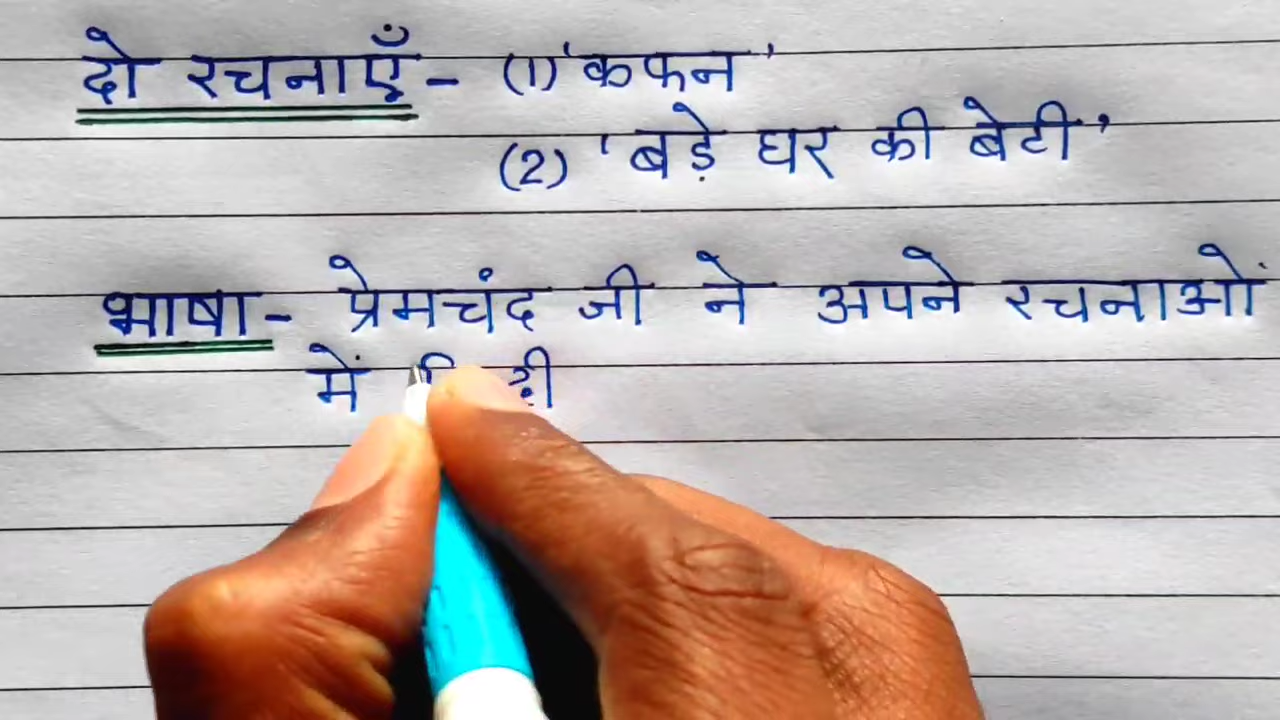 दो रचनाएँ - (1) 'कफन'
(2) 'बड़े घर की बेटी'
भाषा - प्रेमचंद जी ने अपने रचनाओं
में